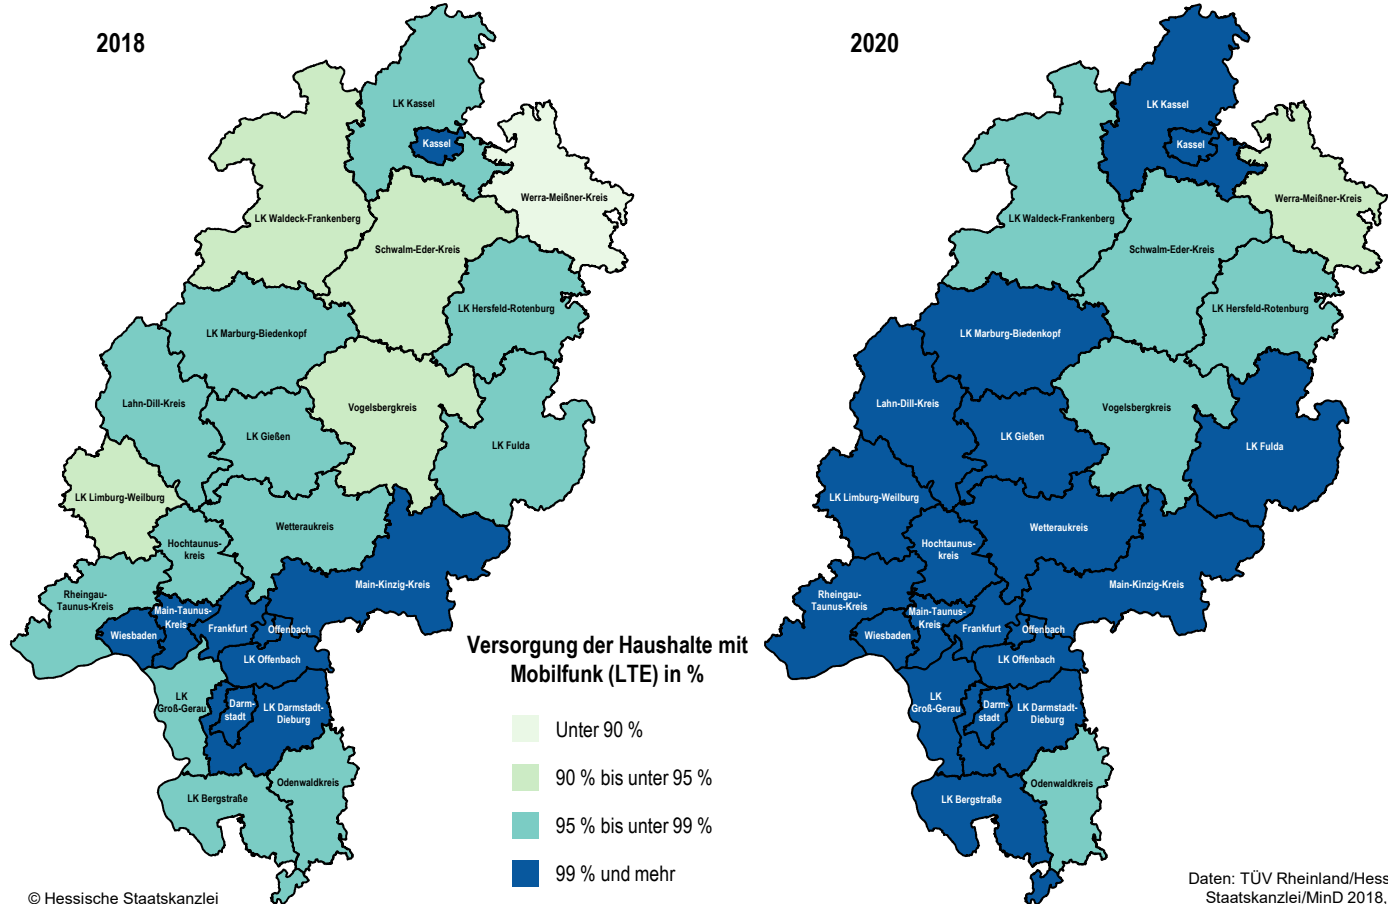 2018
LK Kassel
Kassel
Werra-Meißner-Kreis
LK Waldeck-Frankenberg
Schwalm-Eder-Kreis
LK Hersfeld-Rotenburg
LK Marburg-Biedenkopf
Lahn-Dill-Kreis
Vogelsbergkreis
LK Gießen
LK Fulda
LK Limburg-Weilburg
Wetteraukreis
Hochtaunus-
kreis
Main-Kinzig-Kreis
Rheingau-
Taunus-Kreis
Main-Taunus-
Kreis
Wiesbaden
Frankfurt
Offenbach
LK Offenbach
LK
Groß-Gerau
Darm-
stadt
LK Darmstadt-
Dieburg
Odenwaldkreis
LK Bergstraße
© Hessische Staatskanzlei
Versorgung der Haushalte mit
Mobilfunk (LTE) in %
Unter 90 %
90 % bis unter 95 %
95 % bis unter 99 %
99 % und mehr
2020
LK Kassel
Kassel
Werra-Meißner-Kreis
LK Waldeck-Frankenberg
Schwalm-Eder-Kreis
LK Hersfeld-Rotenburg
LK Marburg-Biedenkopf
Lahn-Dill-Kreis
Vogelsbergkreis
LK Gießen
LK Fulda
LK Limburg-Weilburg
Wetteraukreis
Hochtaunus-
kreis
Main-Kinzig-Kreis
Rheingau-
Taunus-Kreis
Main-Taunus-
Kreis
Wiesbaden
Frankfurt
Offenbach
LK Offenbach
LK
Groß-Gerau
Darm-
stadt
LK Darmstadt-
Dieburg
Odenwaldkreis
LK Bergstraße
Daten: TÜV Rheinland/Hess
Staatskanzlei/MinD 2018,